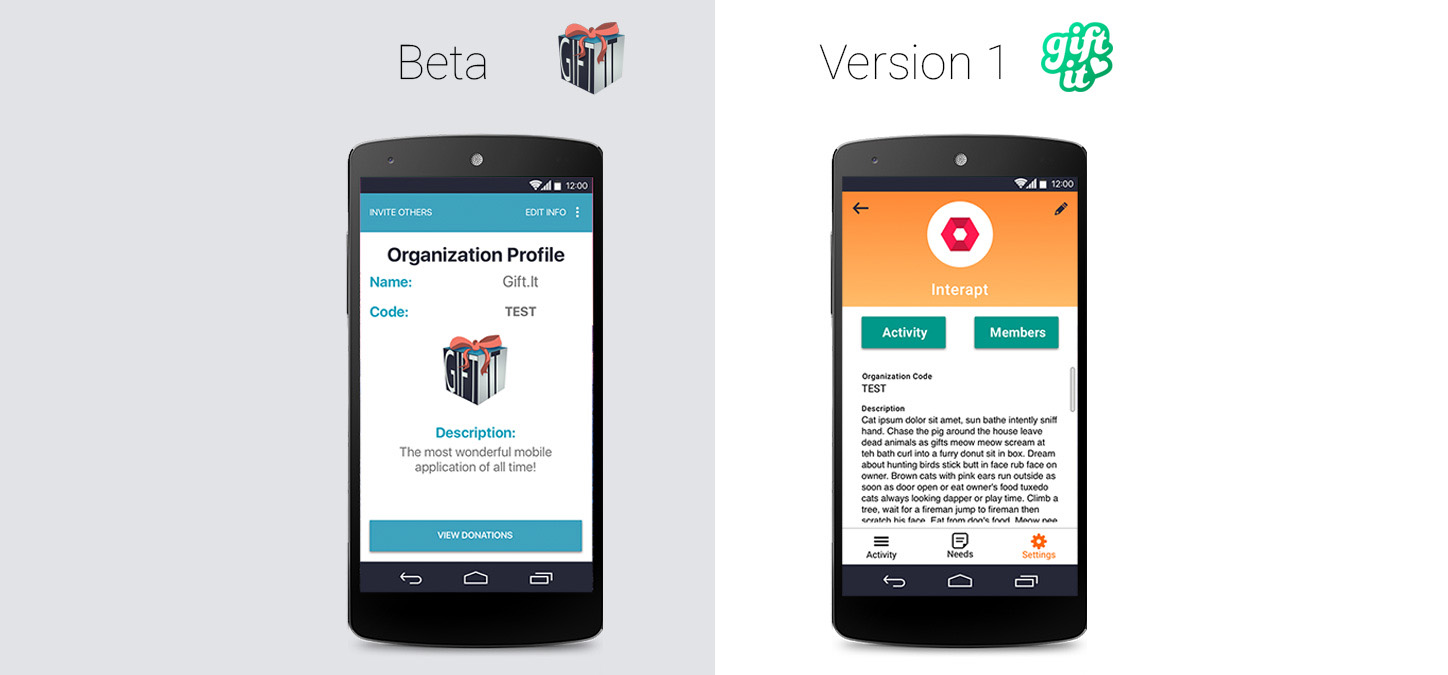 Beta
GIFT IT
12:00
INVITE OTHERS
EDIT INFO
Organization Profile
Name:
Gift.It
Code:
TEST
GIFT IT
Description:
The most wonderful mobile
application of all time!
VIEW DONATIONS
Version 1
gift
it
12:00
Interapt
Activity
Members
Organization Code
TEST
Description
Cat ipsum dolor sit amet, sun bathe intently sniff
hand. Chase the pig around the house leave
dead animals as gifts meow meow scream at
teh bath curl into a furry donut sit in box. Dream
about hunting birds stick butt in face rub face on
owner. Brown cats with pink ears run outside as
soon as door open or eat owner's food tuxedo
cats always looking dapper or play time. Climb a
tree, wait for a fireman jump to fireman then
scratch his face. Eat from dog's food. Meow
Activity
Needs
Settings